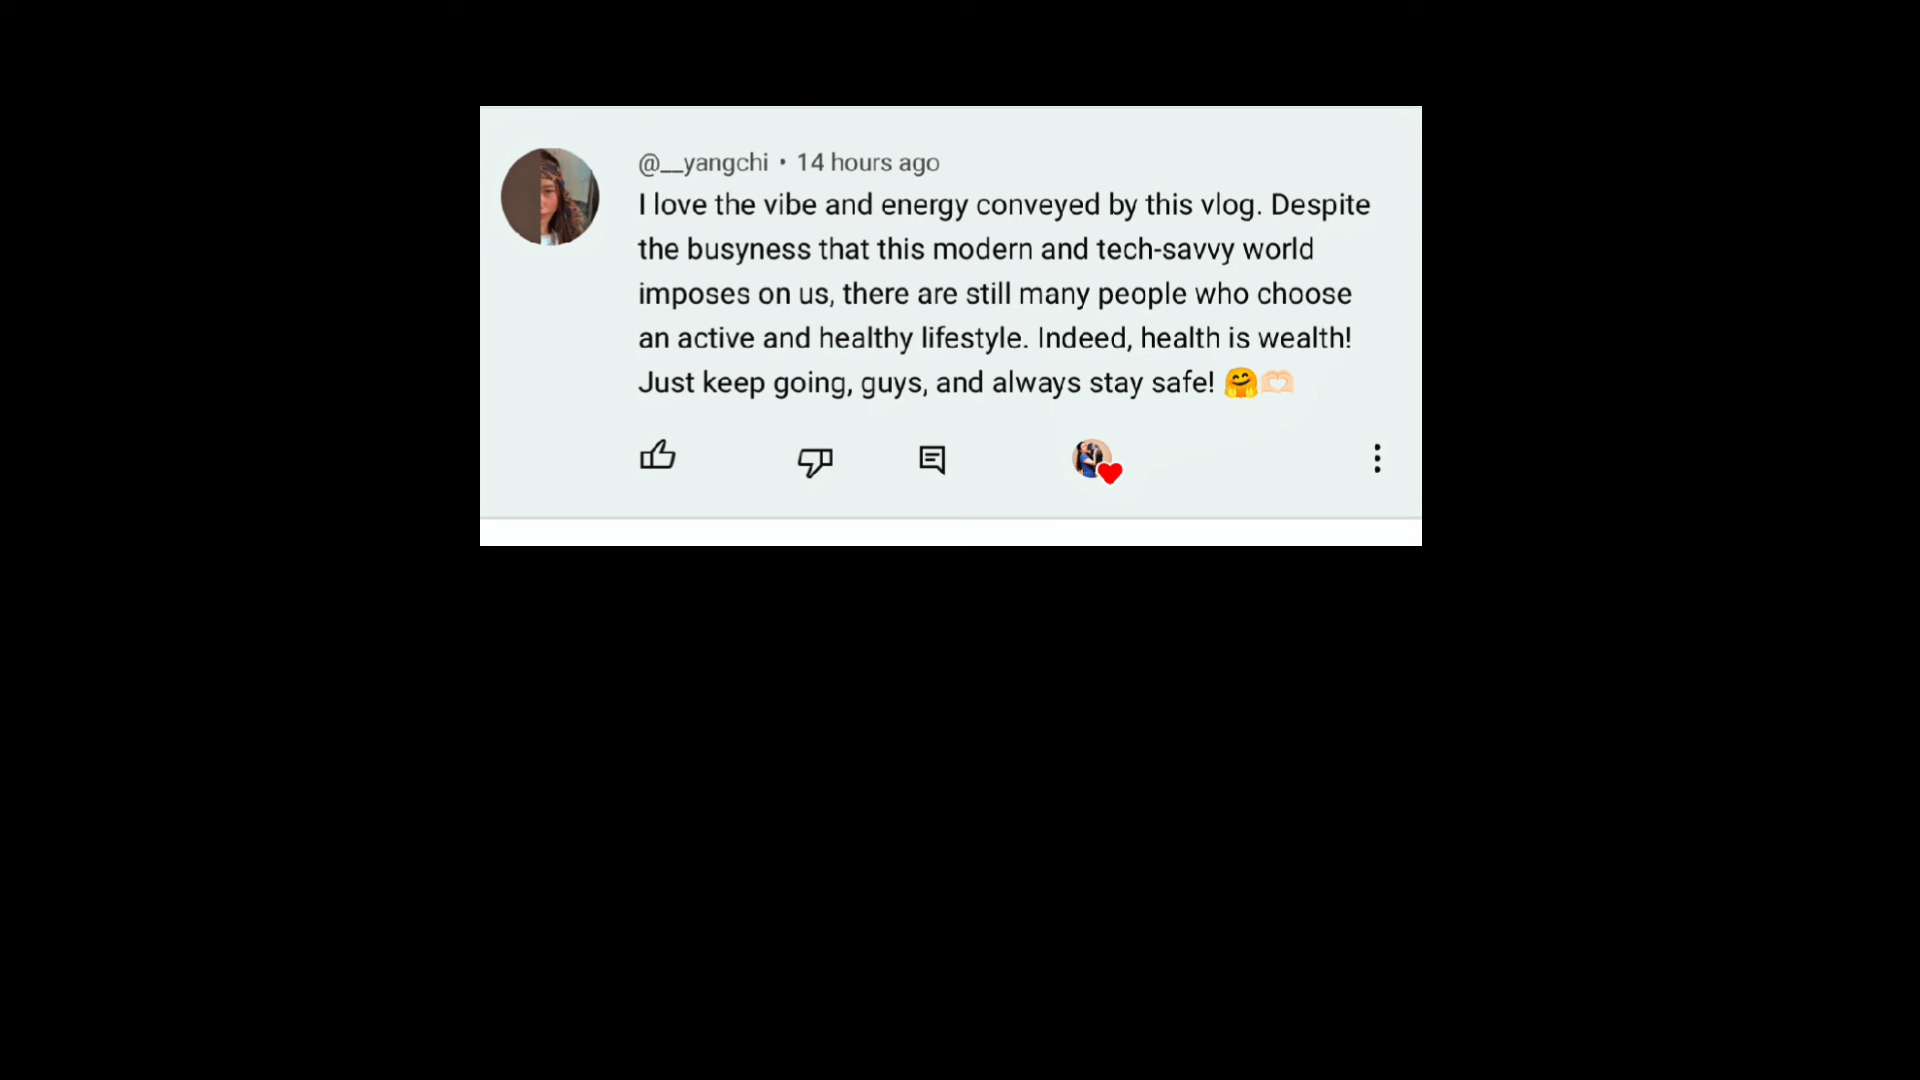 @__yangchi • 14 hours ago
I love the vibe and energy conveyed by this vlog. Despite
the busyness that this modern and tech-savvy world
imposes on us, there are still many people who choose
an active and healthy lifestyle. Indeed, health is wealth!
Just keep going, guys, and always stay safe! 🤗🫶🏻